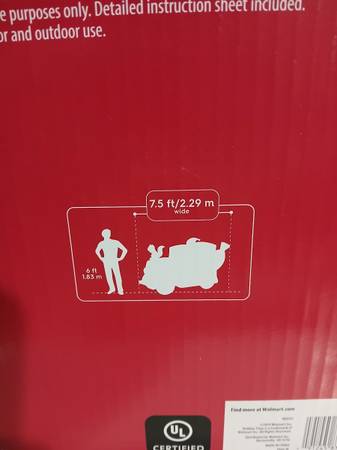 e purposes only. Detailed instruction sheet included.
or and outdoor use.
7.5 ft/2.29 m
wide
6 ft
1.83 m
Find more at Walmart.com
UL
CERTIFIED